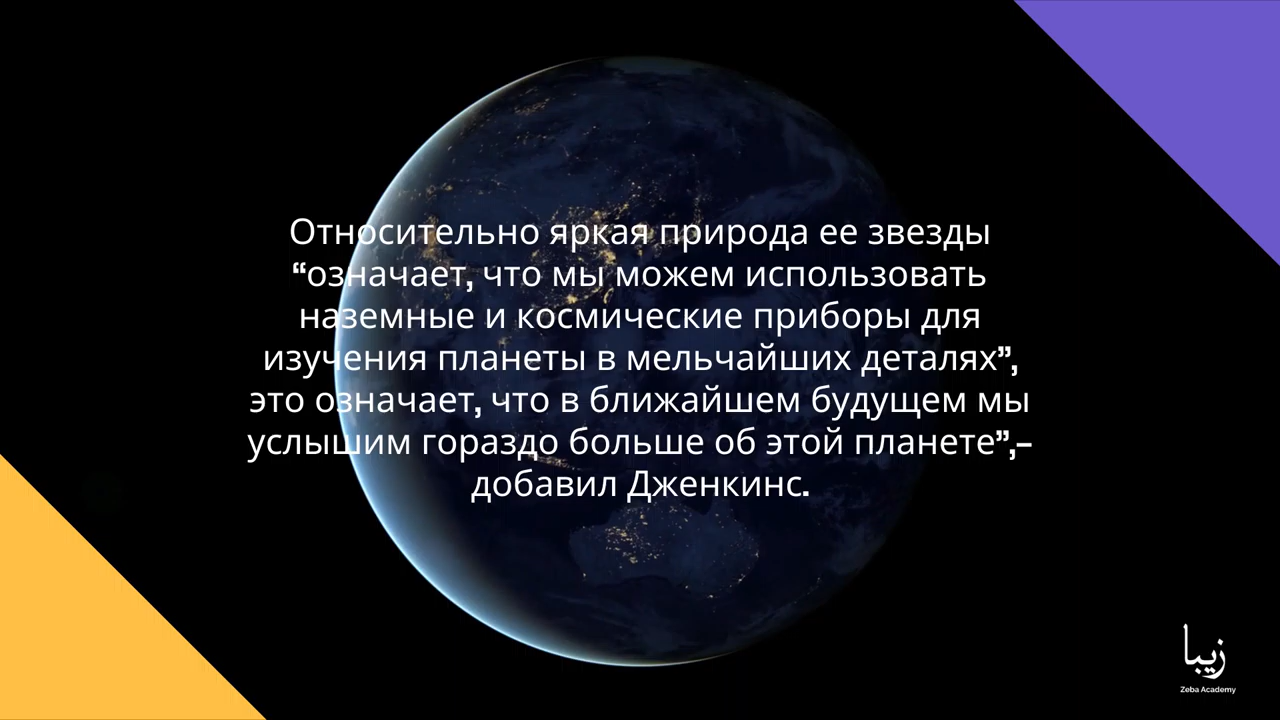 Относительно яркая природа ее звезды
“означает, что мы можем использовать
наземные и космические приборы для
изучения планеты в мельчайших деталях”,
это означает, что в ближайшем будущем мы
услышим гораздо больше об этой планете”,–
добавил Дженкинс.
زیبا
Zeba Academy